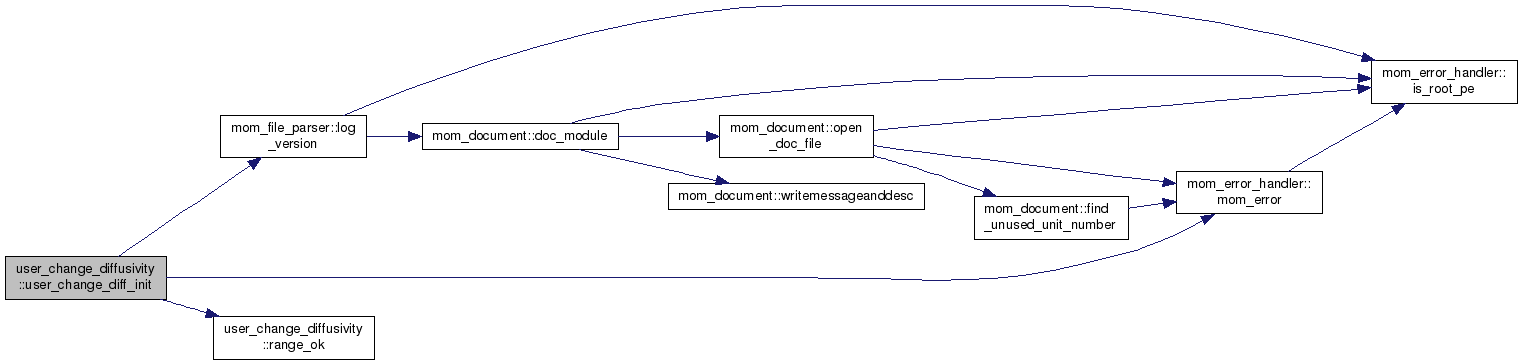 mom_error_handler::
is_root_pe
mom_file_parser::log
_version
mom_document::doc_module
mom_document::open
_doc_file
mom_document::writemessageanddesc
mom_error_handler::
mom_error
mom_document::find
_unused_unit_number
user_change_diffusivity
::user_change_diff_init
user_change_diffusivity
::range_ok